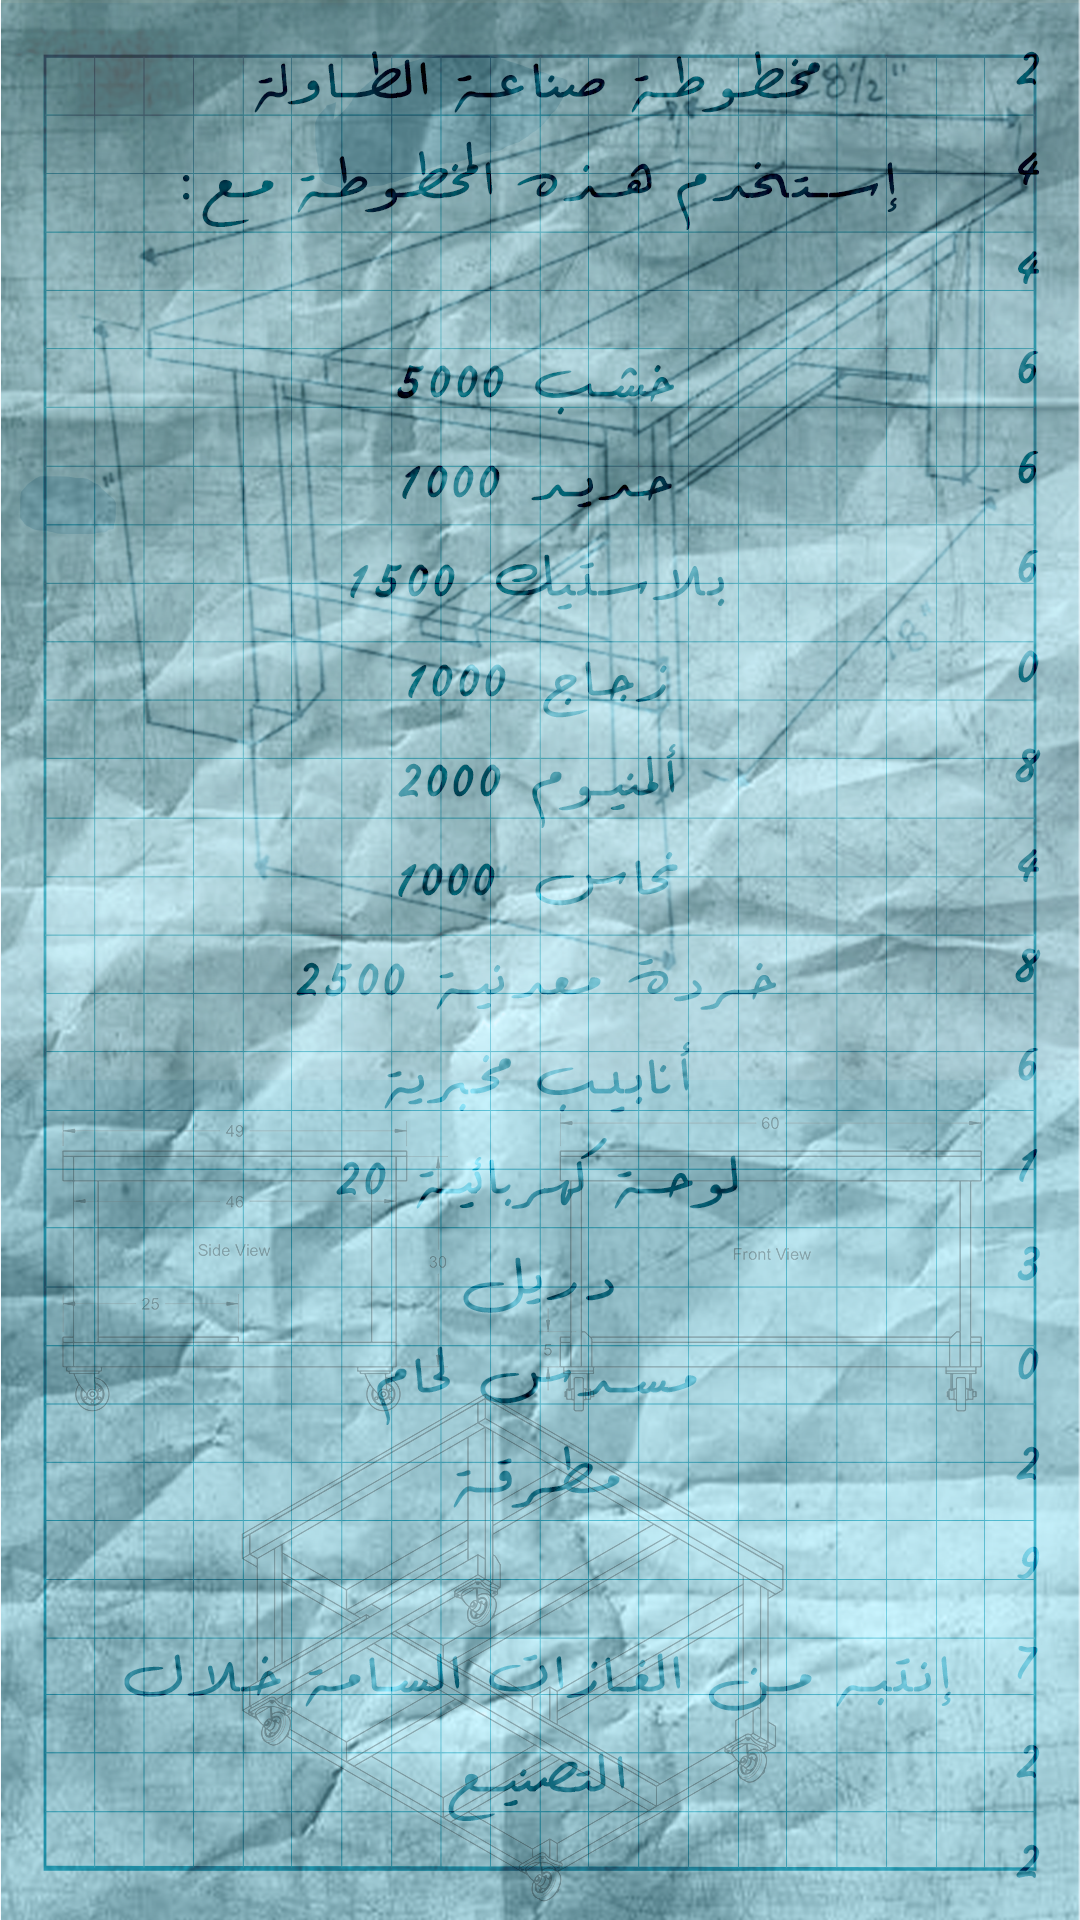 مخطوطة صناعة الطاولة
إستخدم هذه المخطوطة مع:
خشب 5000
حديد 1000
بلاستيك 1500
زجاج 1000
ألمنيوم 2000
نحاس 1000
خردة معدنية 2500
أنابيب مخبرية
لوحة كهربائية 20
دريل
مسدس لحام
مطرقة
إنتبه من الغازات السامة خلال
التصنيع
2
4
4
6
6
6
0
8
4
8
6
1
3
0
2
9
7
2
2
8½"
18"
49
46
Side View
25
30
5
60
Front View